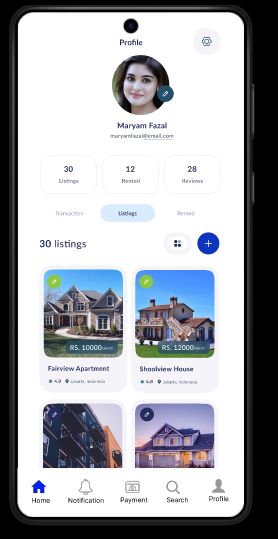 Profile
Maryam Fazal
maryamfazal@email.com
30 12 28
Listings Rented Reviews
Transaction Listings Rented
30 listings
RS. 10000/month RS. 12000/month
Fairview Apartment Shoolview House
4.9 Jakarta, Indonesia 4.8 Jakarta, Indonesia
Home Notification Payment Search Profile